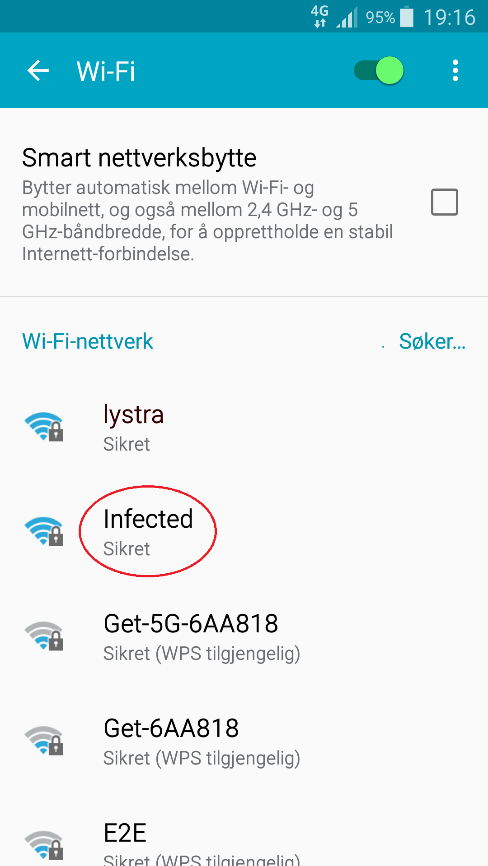 4G 95% 19:16
Wi-Fi
Smart nettverksbytte
Bytter automatisk mellom Wi-Fi- og
mobilnett, og også mellom 2,4 GHz- og 5
GHz-båndbredde, for å opprettholde en stabil
Internett-forbindelse.
Wi-Fi-nettverk Søker...
lystra
Sikret
Infected
Sikret
Get-5G-6AA818
Sikret (WPS tilgjengelig)
Get-6AA818
Sikret (WPS tilgjengelig)
E2E
Sikret (WPS tilgjengelig)